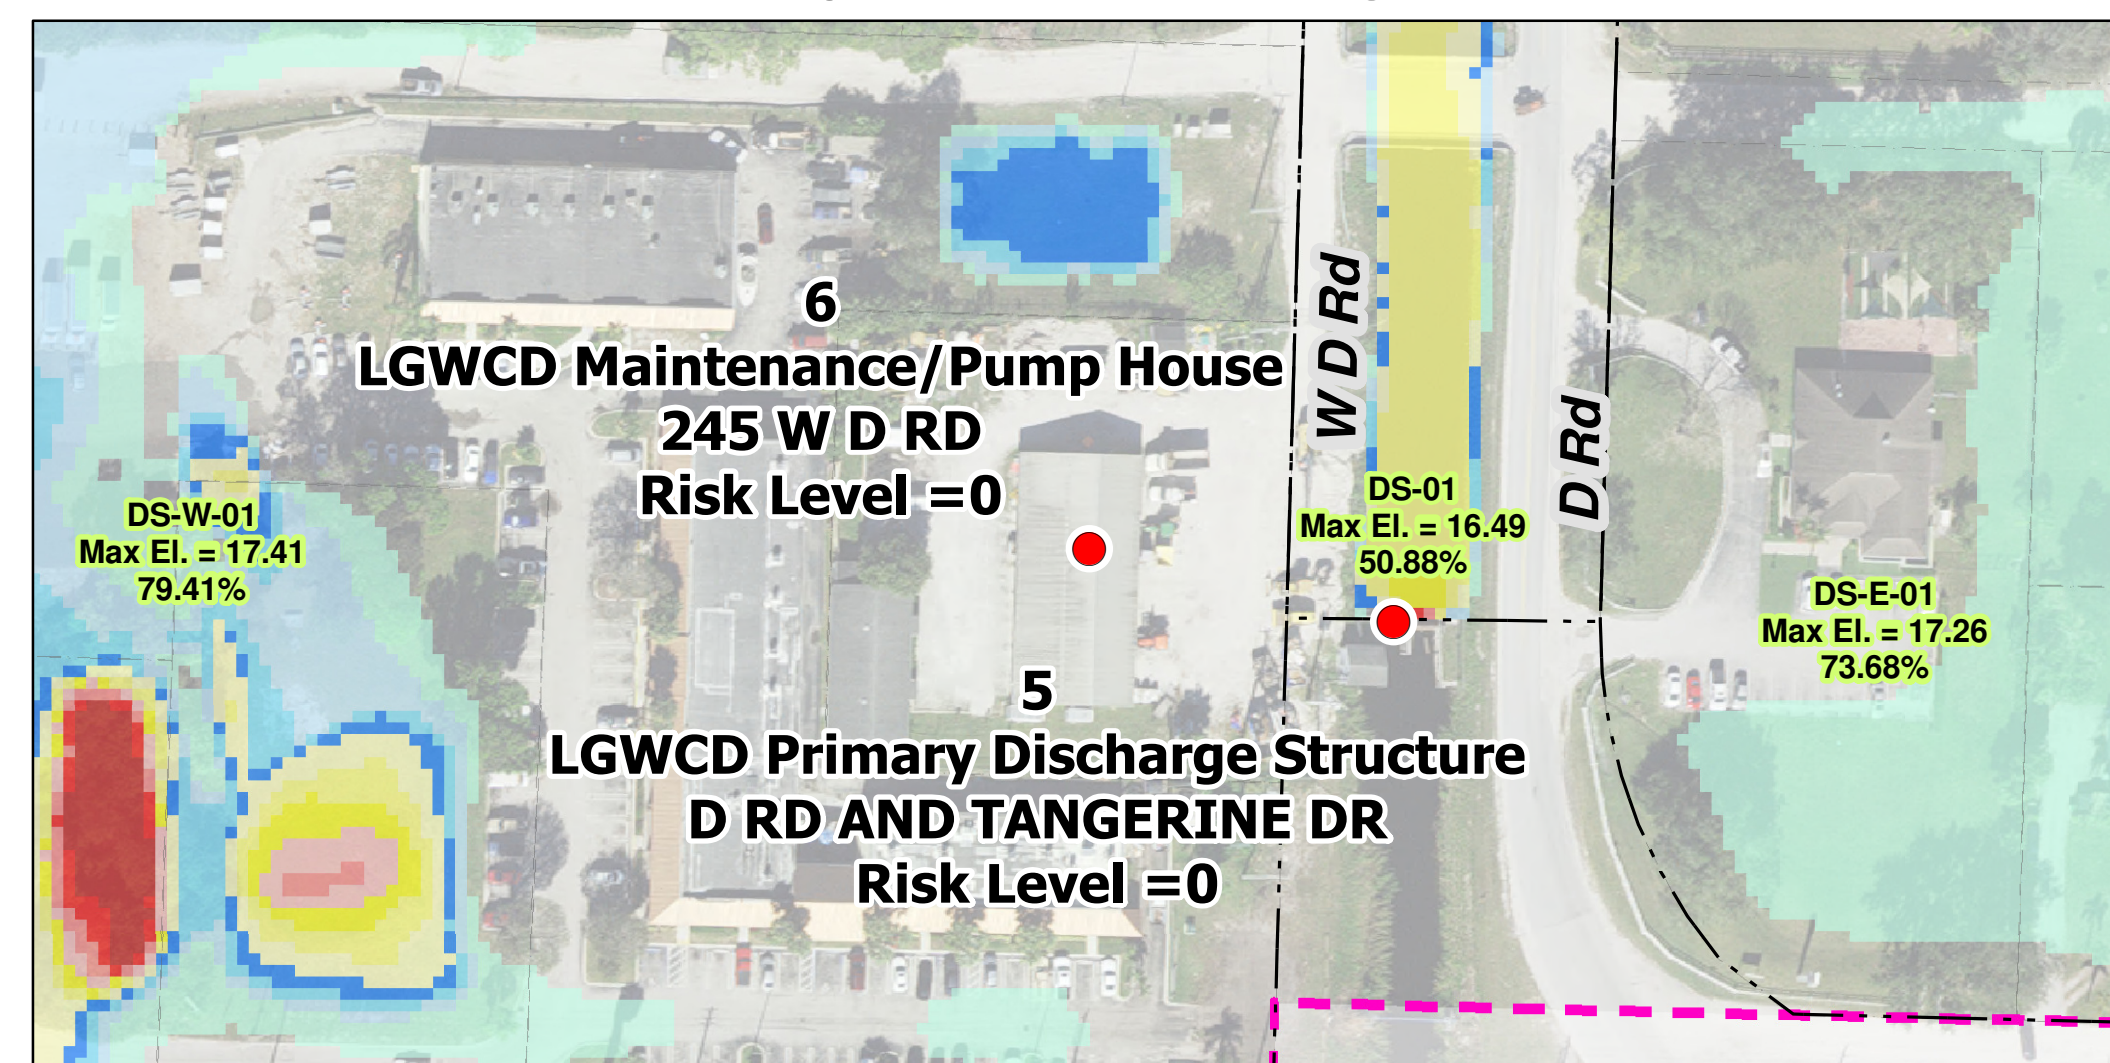 6
LGWCD Maintenance/Pump House
245 W D RD
Risk Level =0
W D Rd
D Rd
DS-W-01
Max El. = 17.41
79.41%
DS-01
Max El. = 16.49
50.88%
DS-E-01
Max El. = 17.26
73.68%
5
LGWCD Primary Discharge Structure
D RD AND TANGERINE DR
Risk Level =0